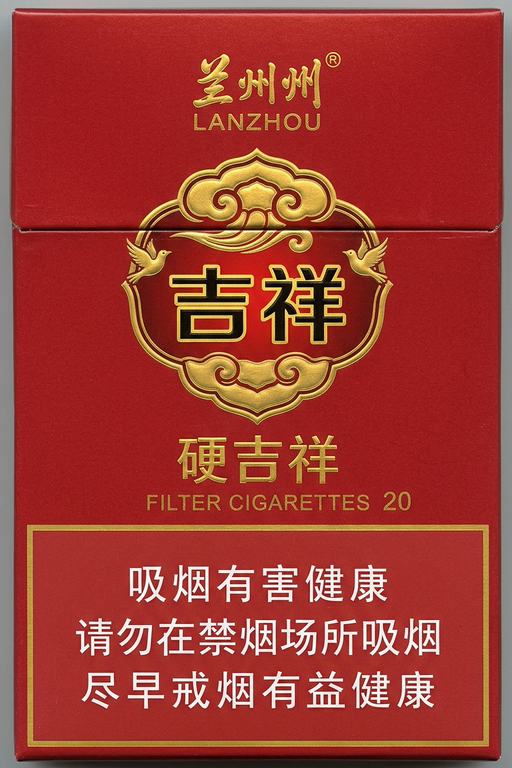 兰州州®
LANZHOU
吉祥
硬吉祥
FILTER CIGARETTES 20
吸烟有害健康
请勿在禁烟场所吸烟
尽早戒烟有益健康